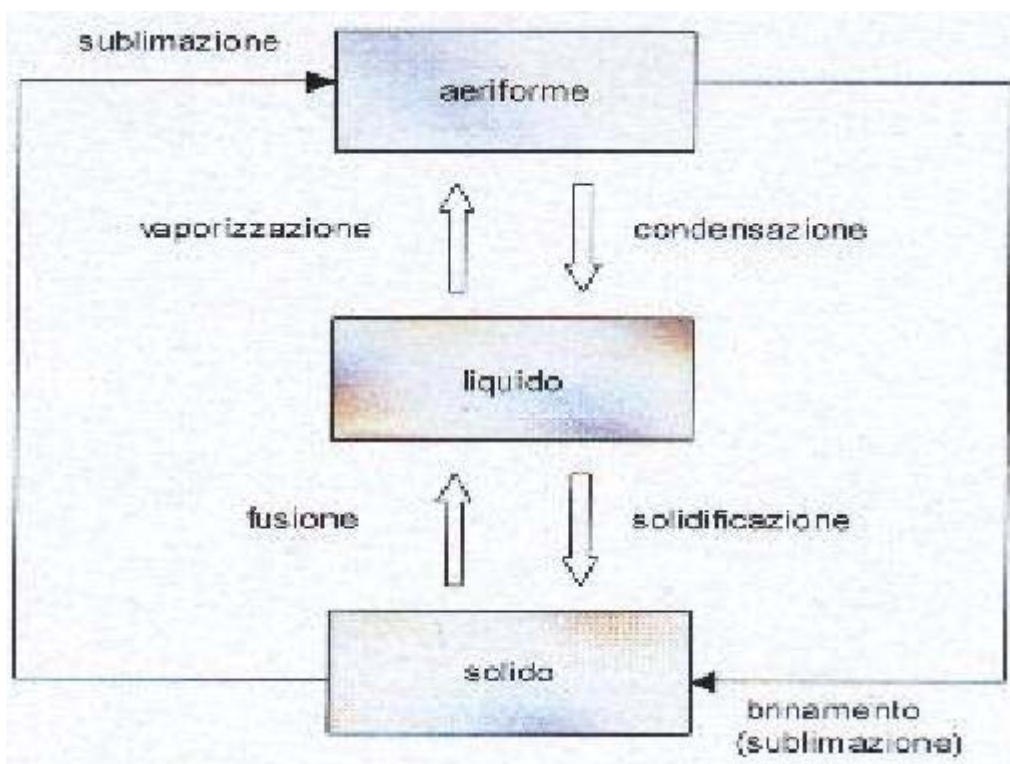 sublimazione
aeriforme
vaporizzazione
condensazione
liquido
fusione
solidificazione
solido
brinamento
(sublimazione)